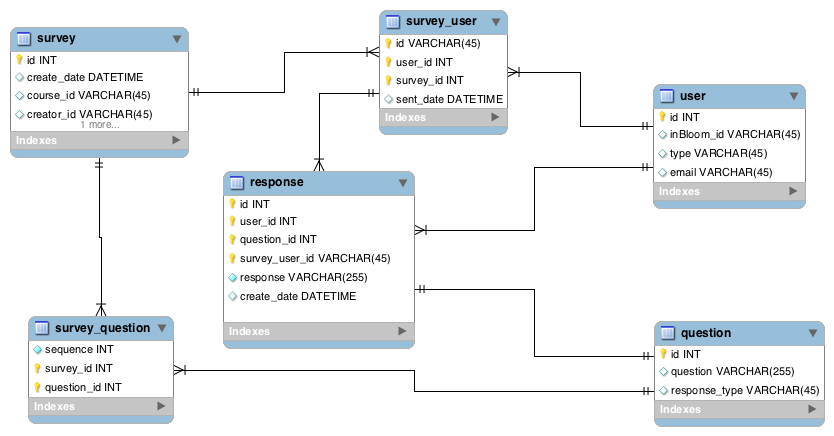 survey
id INT
create_date DATETIME
course_id VARCHAR(45)
creator_id VARCHAR(45)
1 more...
Indexes
survey_user
id VARCHAR(45)
user_id INT
survey_id INT
sent_date DATETIME
Indexes
user
id INT
inBloom_id VARCHAR(45)
type VARCHAR(45)
email VARCHAR(45)
Indexes
response
id INT
user_id INT
question_id INT
survey_user_id VARCHAR(45)
response VARCHAR(255)
create_date DATETIME
Indexes
survey_question
sequence INT
survey_id INT
question_id INT
Indexes
question
id INT
question VARCHAR(255)
response_type VARCHAR(45)
Indexes